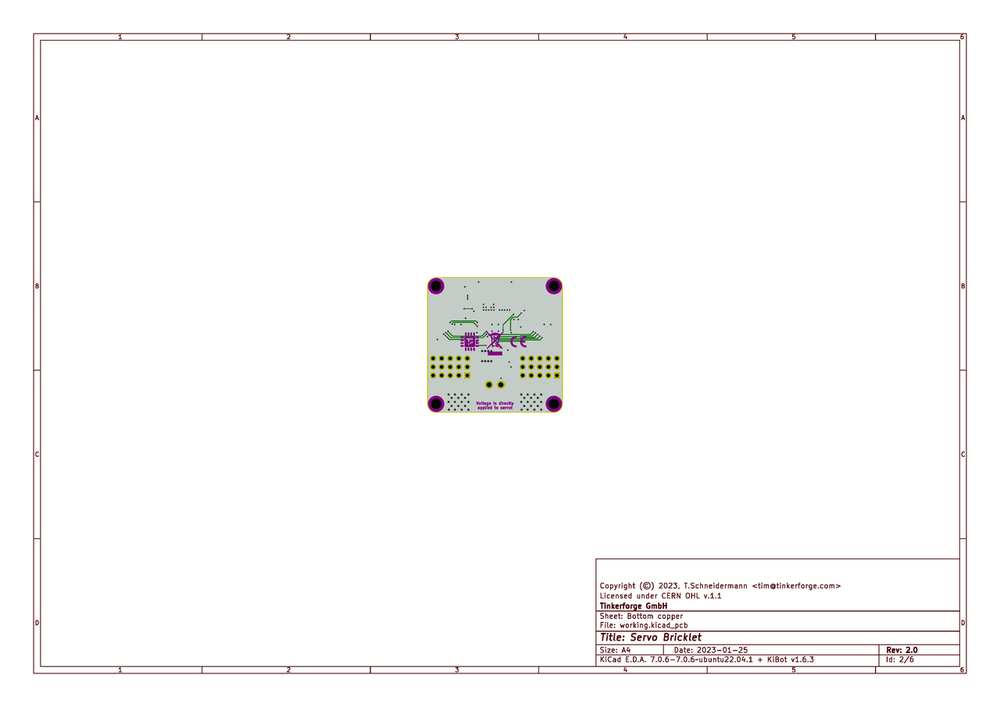 1 2 3 4 5 6
A A
B B
CE
Voltage is directly
applied to servo!
C C
Copyright (©) 2023, T.Schneidermann <tim@tinkerforge.com>
Licensed under CERN OHL v.1.1
Tinkerforge GmbH
Sheet: Bottom copper
File: working.kicad_pcb
D D
Title: Servo Bricklet
Size: A4 Date: 2023-01-25 Rev: 2.0
KiCad E.D.A. 7.0.6-7.0.6-ubuntu22.04.1 + KiBot v1.6.3 Id: 2/6
1 2 3 4 5 6